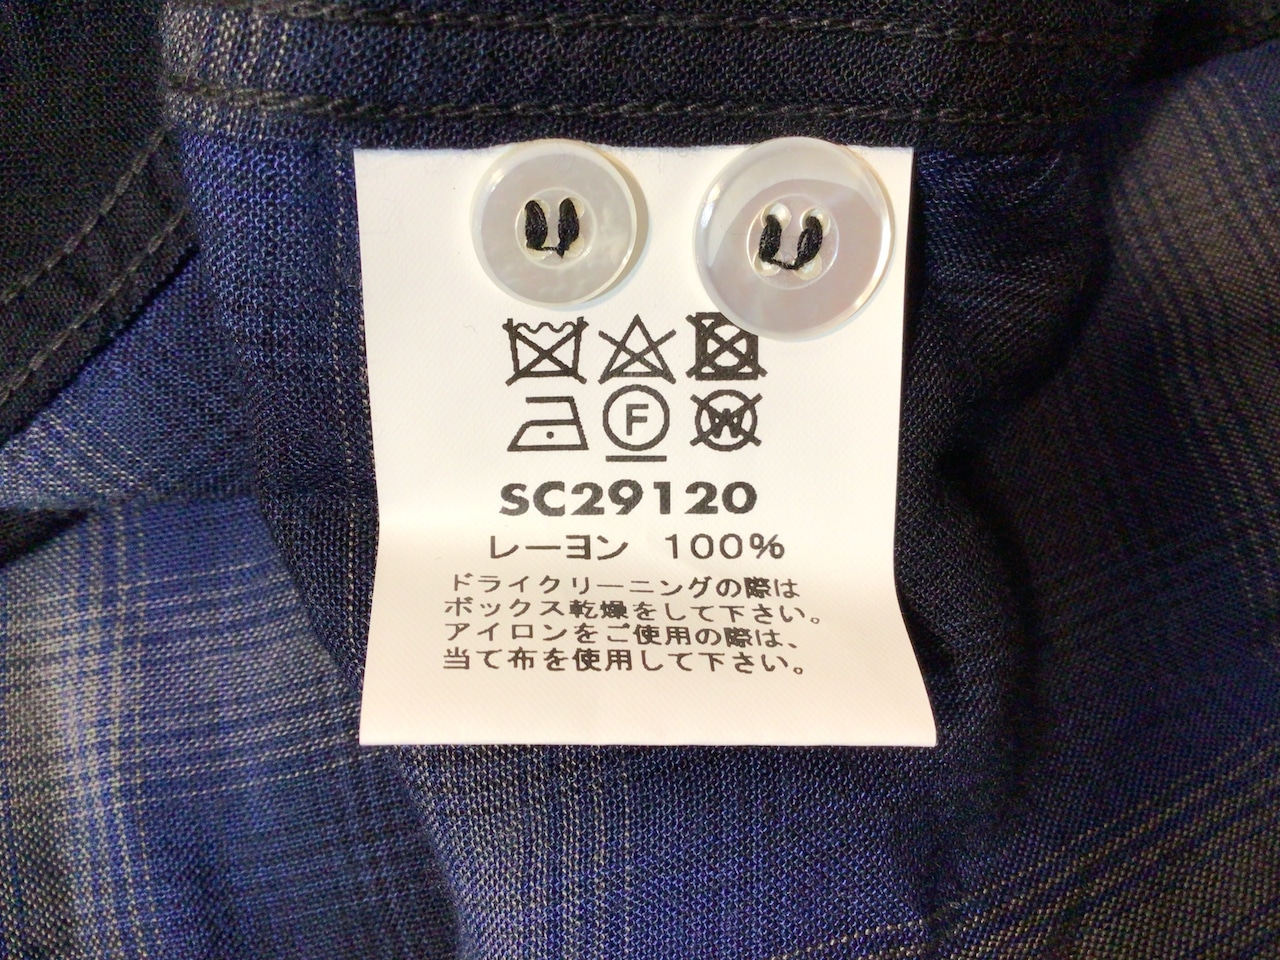 F
W
SC29120
レーヨン 100%
ドライクリーニングの際は
ボックス乾燥をして下さい。
アイロンをご使用の際は、
当て布を使用して下さい。